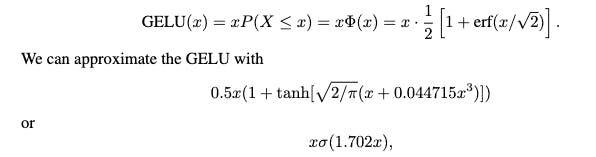 GELU(x) = xP(X ≤ x) = xΦ(x) = x · 1/2 [1 + erf(x/√2)].
We can approximate the GELU with
0.5x(1 + tanh[√2/π(x + 0.044715x³)])
or
xσ(1.702x),